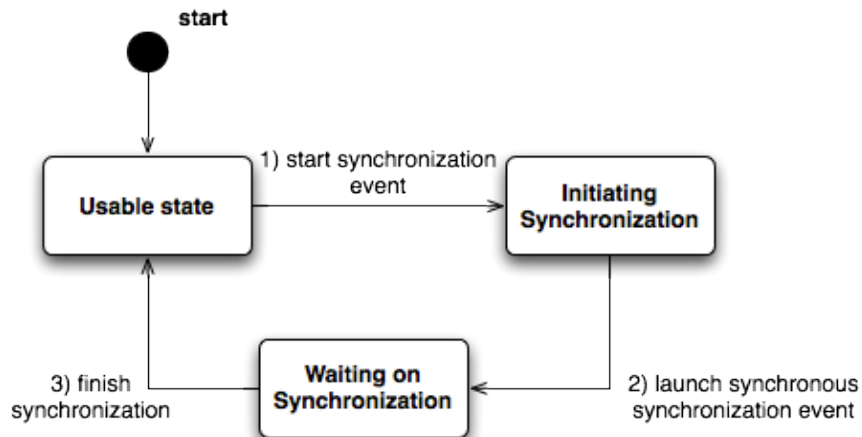 start
1) start synchronization
event
Usable state
Initiating
Synchronization
Waiting on
Synchronization
3) finish
synchronization
2) launch synchronous
synchronization event